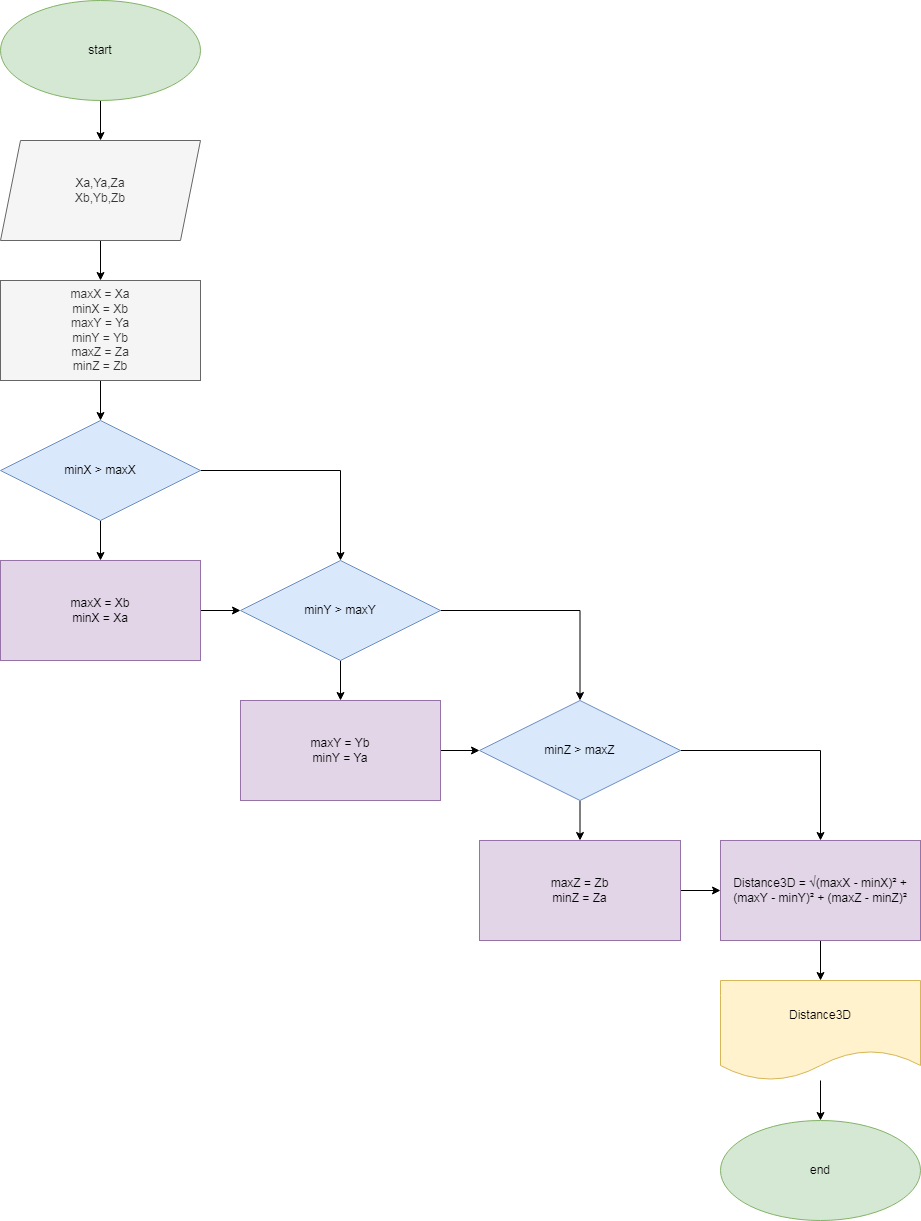 start
Xa,Ya,Za
Xb,Yb,Zb
maxX = Xa
minX = Xb
maxY = Ya
minY = Yb
maxZ = Za
minZ = Zb
minX > maxX
maxX = Xb
minX = Xa
minY > maxY
maxY = Yb
minY = Ya
minZ > maxZ
maxZ = Zb
minZ = Za
Distance3D = √(maxX - minX)² +
(maxY - minY)² + (maxZ - minZ)²
Distance3D
end